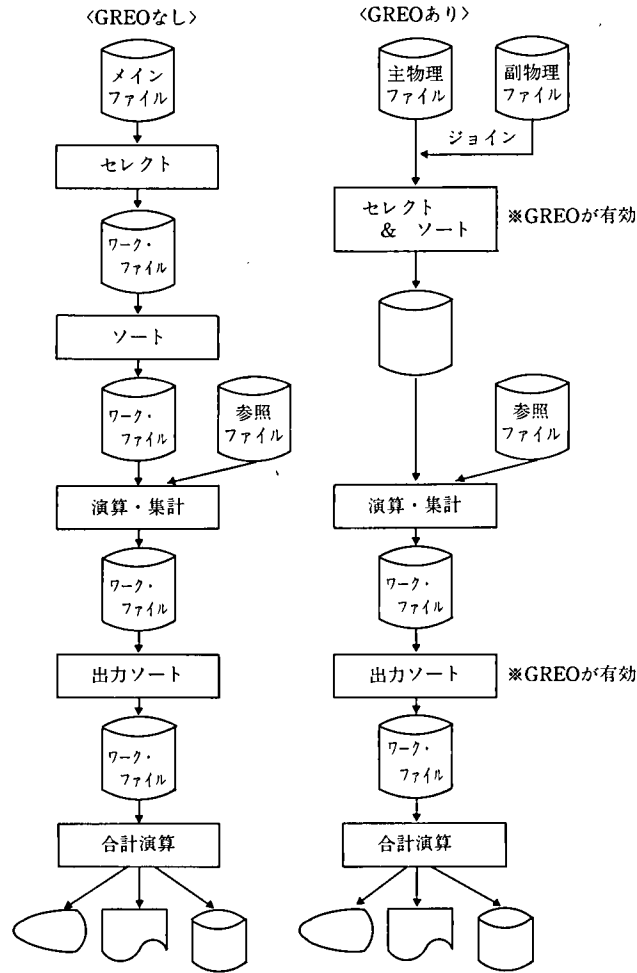 〈GREOなし〉
メイン
ファイル
セレクト
ワーク・
ファイル
ソート
ワーク・
ファイル
参照
ファイル
演算・集計
ワーク・
ファイル
出力ソート
ワーク・
ファイル
合計演算
〈GREOあり〉
主物理
ファイル
副物理
ファイル
ジョイン
セレクト
& ソート
※GREOが有効
参照
ファイル
演算・集計
ワーク・
ファイル
出力ソート
※GREOが有効
ワーク・
ファイル
合計演算